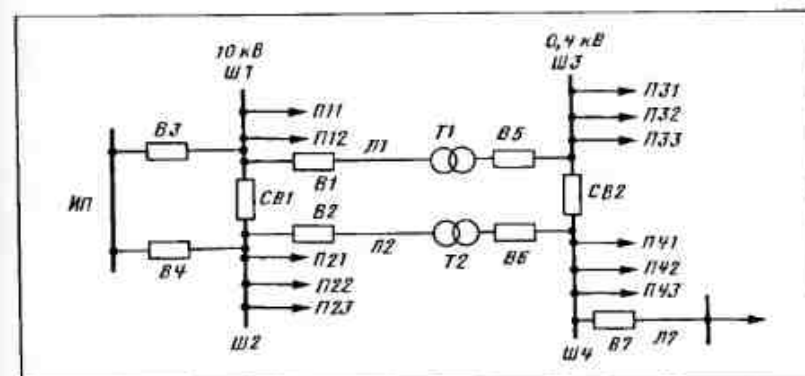 10 кВ
Ш1
0,4 кВ
Ш3
П11
П12
П31
П32
П33
В3
Л1
Т1
В5
В1
ИП
СВ1
СВ2
В2
Л2
Т2
В6
В4
П21
П22
П23
П41
П42
П43
Ш2
Ш4
В7
Л7